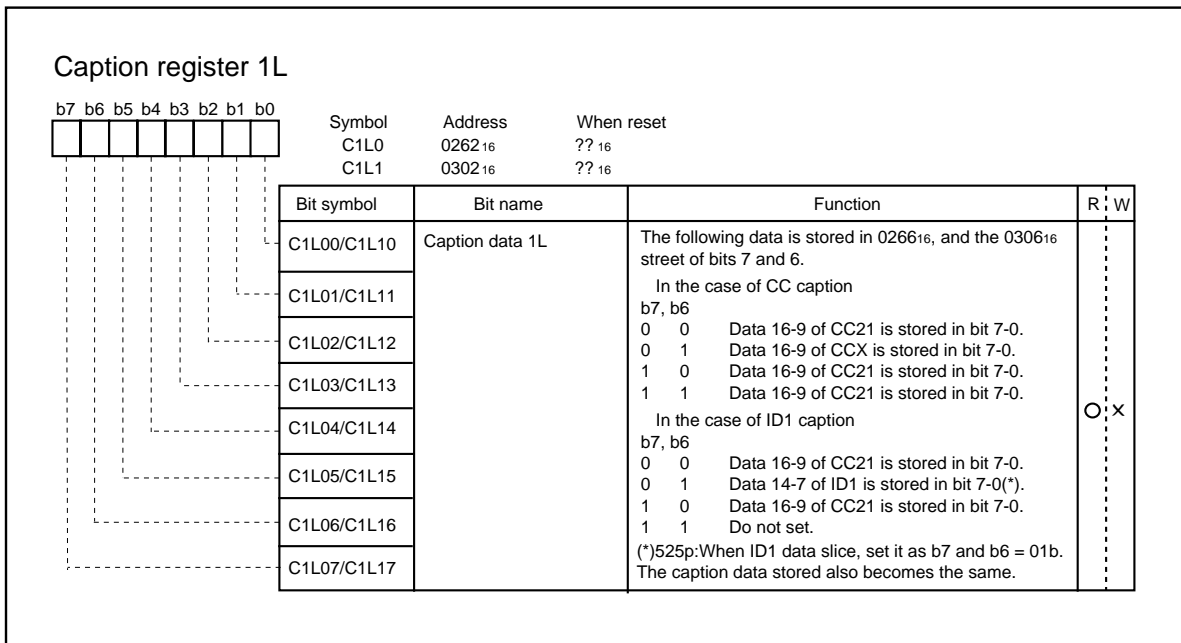 Caption register 1L
b7 b6 b5 b4 b3 b2 b1 b0
Symbol Address When reset
C1L0 0262 16 ?? 16
C1L1 0302 16 ?? 16
Bit symbol Bit name Function R W
C1L00/C1L10 Caption data 1L The following data is stored in 026616, and the 030616
street of bits 7 and 6.
In the case of CC caption
C1L01/C1L11
b7, b6
0 0 Data 16-9 of CC21 is stored in bit 7-0.
C1L02/C1L12
0 1 Data 16-9 of CCX is stored in bit 7-0.
1 0 Data 16-9 of CC21 is stored in bit 7-0.
C1L03/C1L13
1 1 Data 16-9 of CC21 is stored in bit 7-0.
O X
In the case of ID1 caption
C1L04/C1L14
b7, b6
0 0 Data 16-9 of CC21 is stored in bit 7-0.
C1L05/C1L15
0 1 Data 14-7 of ID1 is stored in bit 7-0(*).
1 0 Data 16-9 of CC21 is stored in bit 7-0.
C1L06/C1L16
1 1 Do not set.
(*)525p:When ID1 data slice, set it as b7 and b6 = 01b.
C1L07/C1L17
The caption data stored also becomes the same.